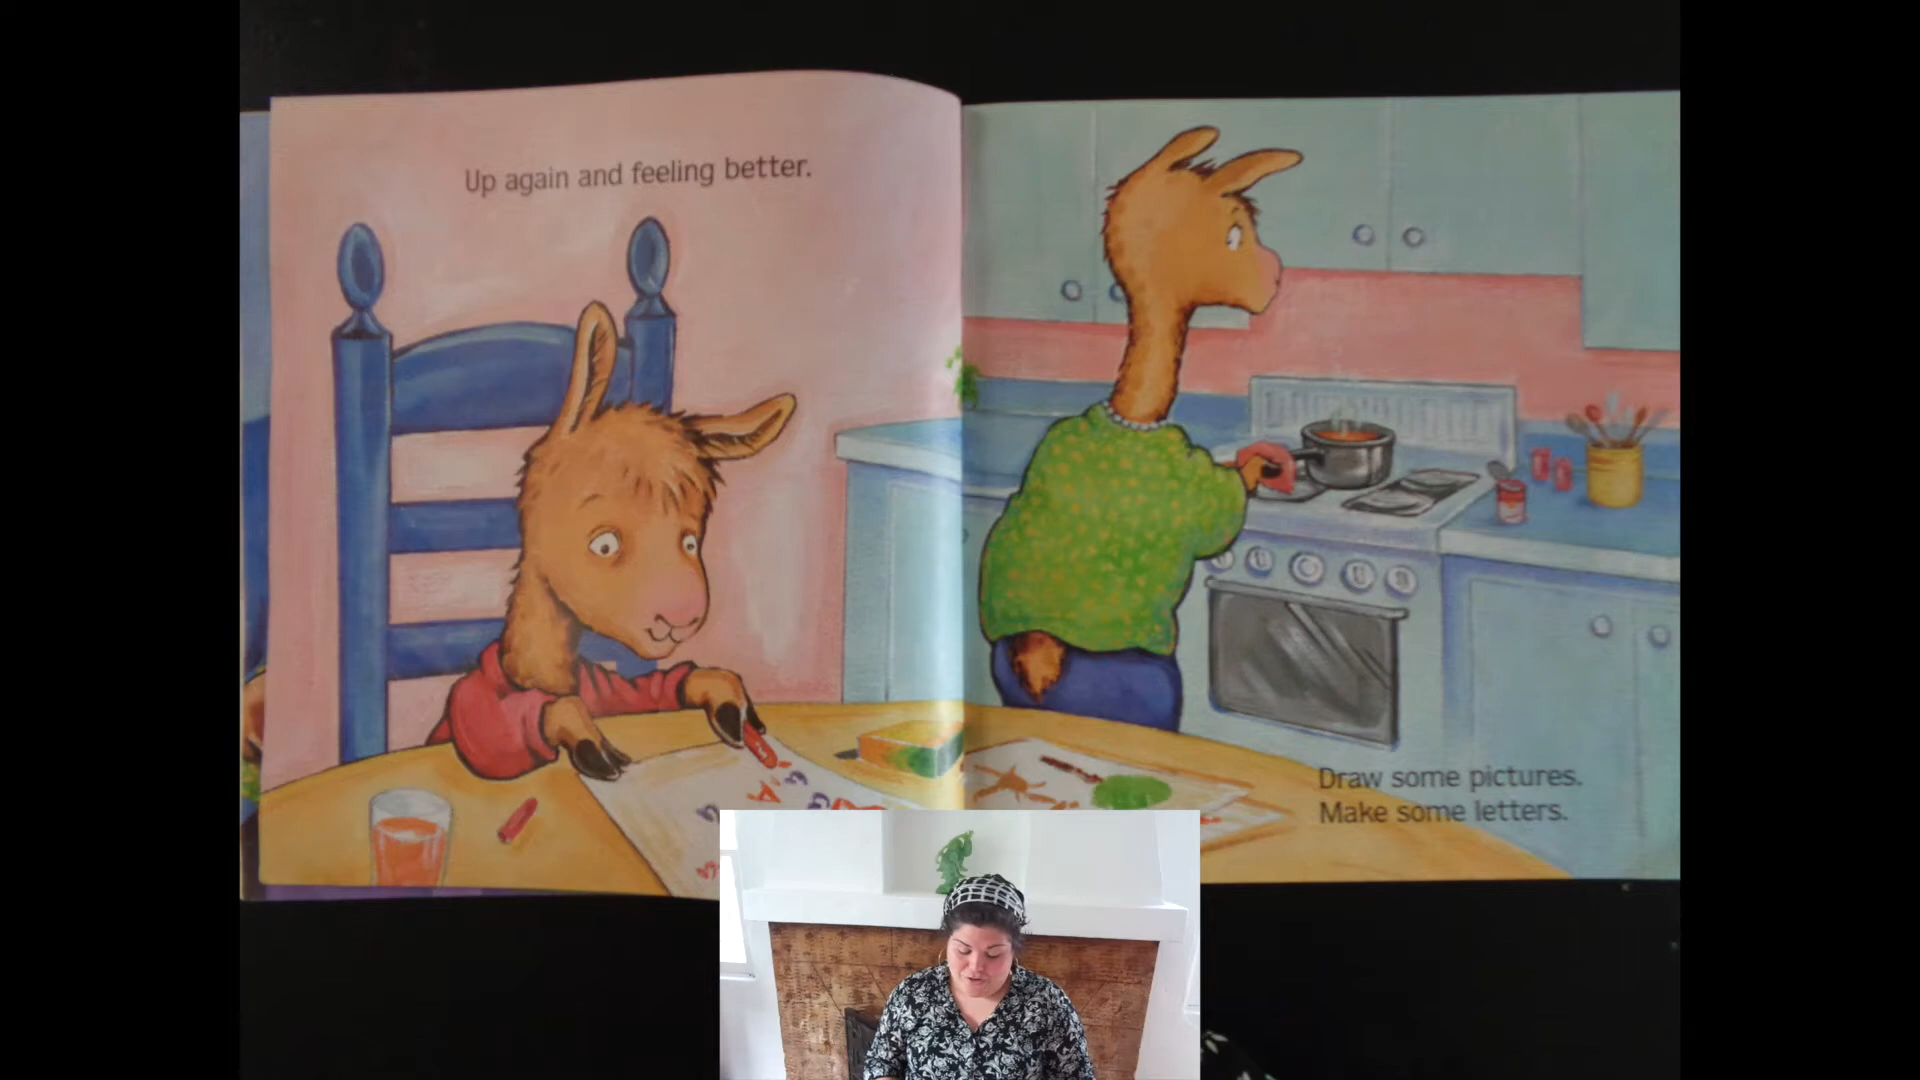 Up again and feeling better.
Draw some pictures.
Make some letters.